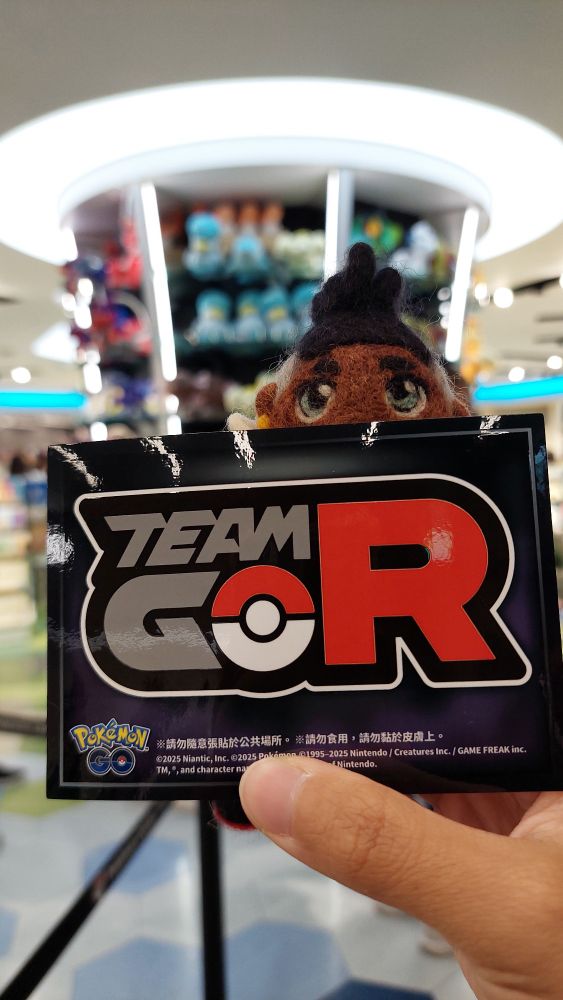 TEAM
GO R
Pokémon
GO
※請勿隨意張貼於公共場所。 ※請勿食用，請勿黏於皮膚上。
©2025 Niantic, Inc. ©2025 Pokémon ©1995–2025 Nintendo / Creatures Inc. / GAME FREAK inc.
TM, ®, and character of Nintendo.